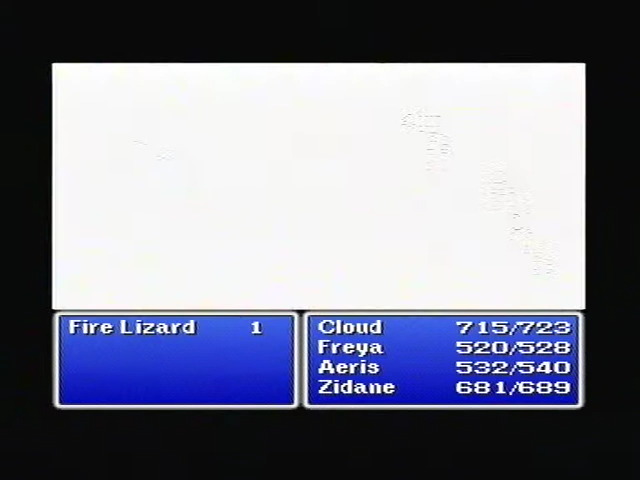 Fire Lizard 1
Cloud 715/723
Freya 520/528
Aeris 532/540
Zidane 681/689